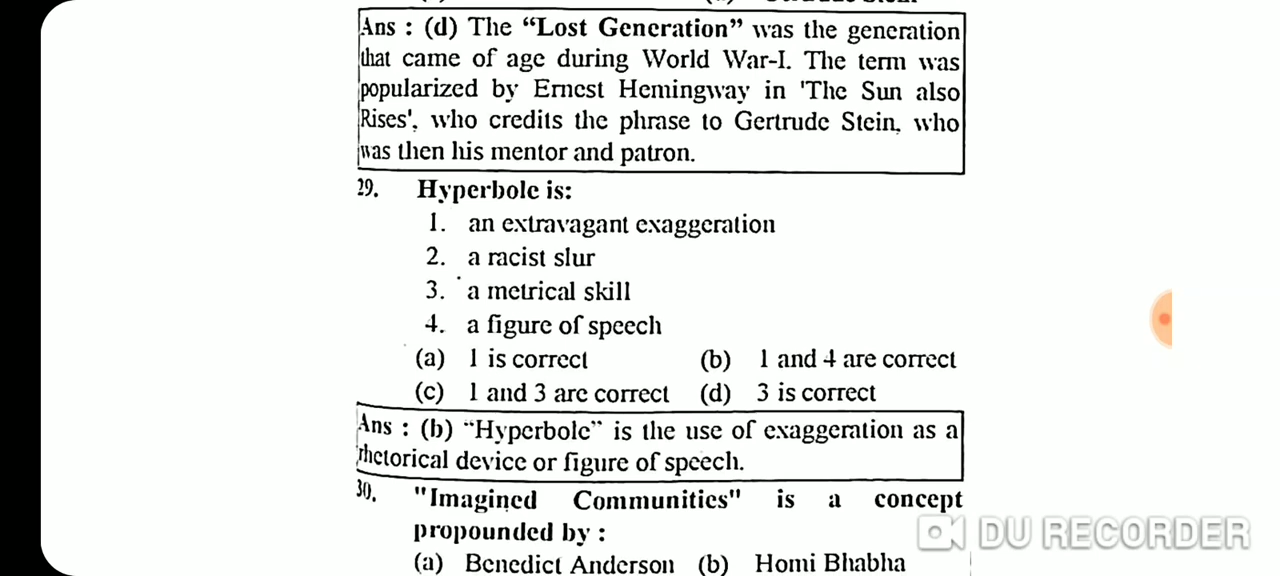 Ans : (d) The “Lost Generation” was the generation
that came of age during World War-I. The term was
popularized by Ernest Hemingway in 'The Sun also
Rises', who credits the phrase to Gertrude Stein, who
was then his mentor and patron.
29. Hyperbole is:
1. an extravagant exaggeration
2. a racist slur
3. a metrical skill
4. a figure of speech
(a) 1 is correct (b) 1 and 4 are correct
(c) 1 and 3 are correct (d) 3 is correct
Ans : (b) “Hyperbole” is the use of exaggeration as a
rhetorical device or figure of speech.
30. "Imagined Communities" is a concept
propounded by :
(a) Benedict Anderson (b) Homi Bhabha
DU RECORDER